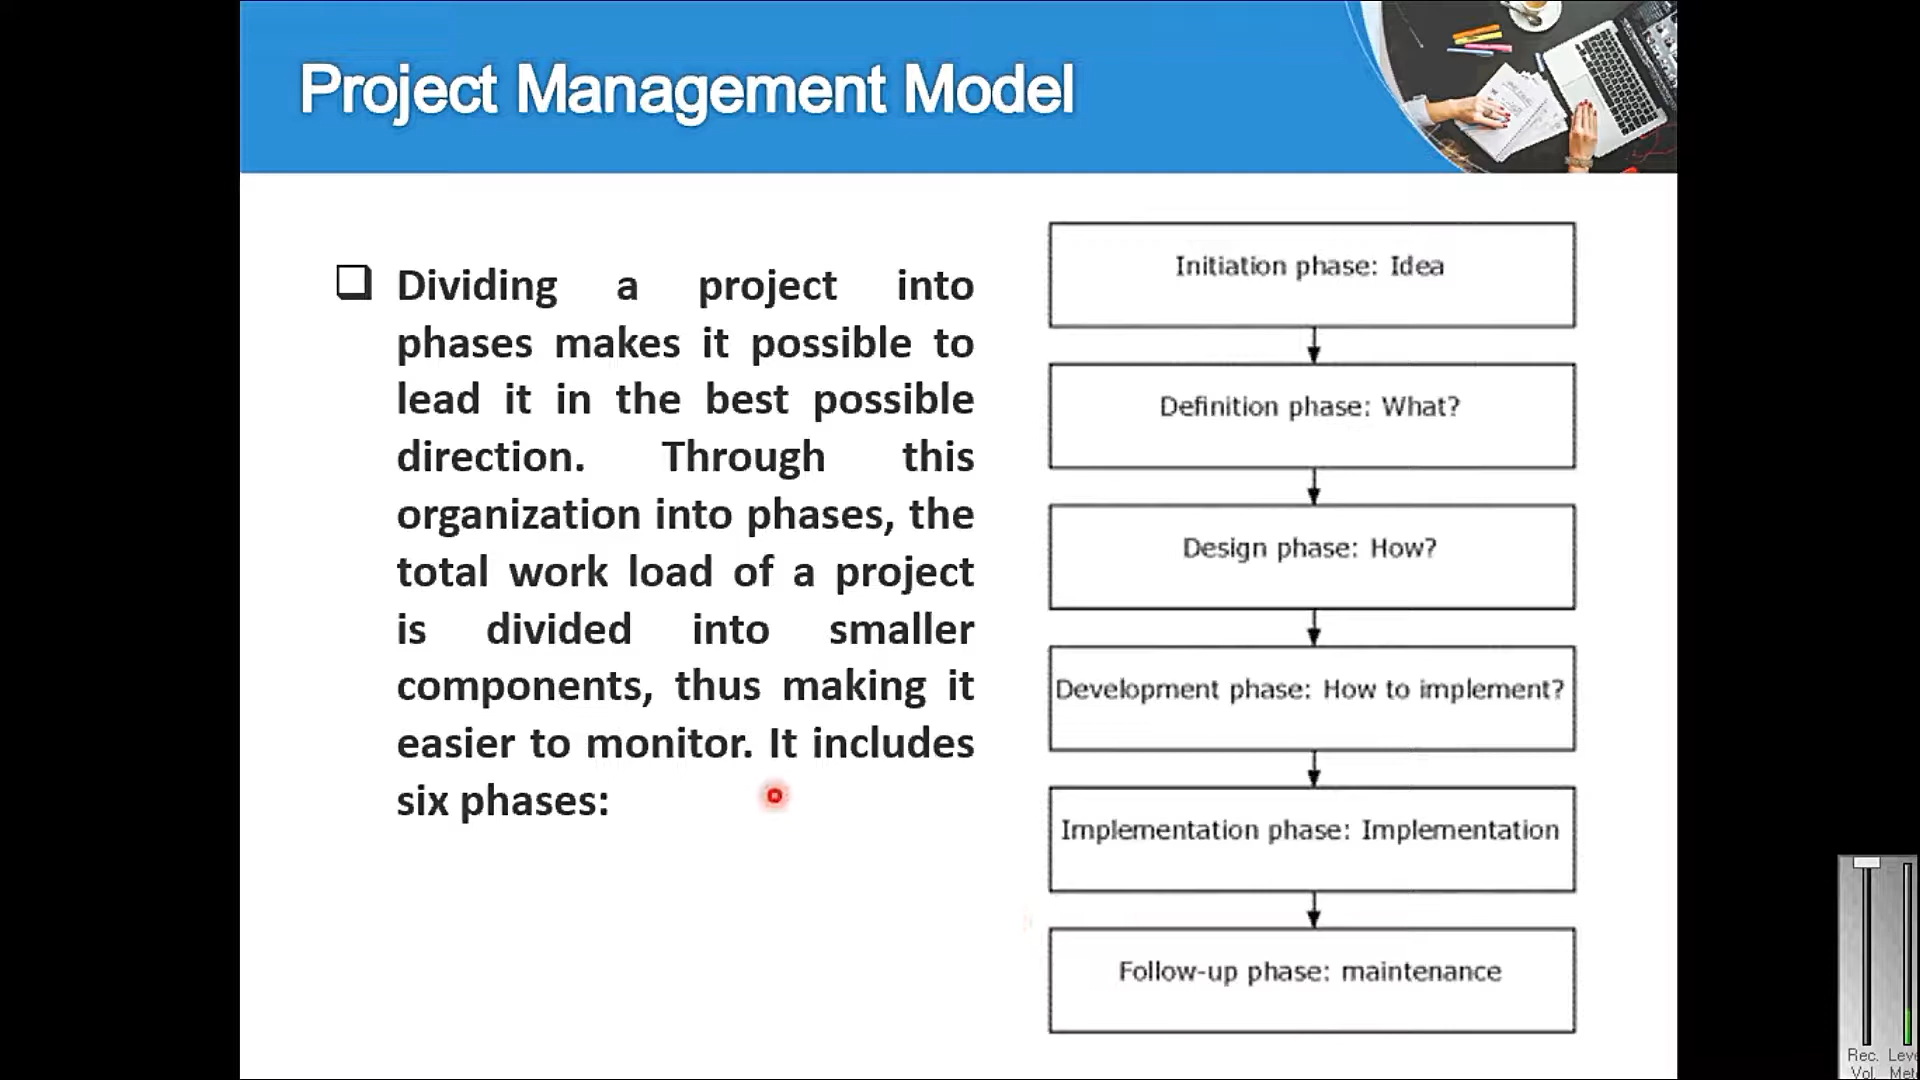 Project Management Model
Dividing a project into
phases makes it possible to
lead it in the best possible
direction. Through this
organization into phases, the
total work load of a project
is divided into smaller
components, thus making it
easier to monitor. It includes
six phases:
Initiation phase: Idea
Definition phase: What?
Design phase: How?
Development phase: How to implement?
Implementation phase: Implementation
Follow-up phase: maintenance
Rec.
Vol.